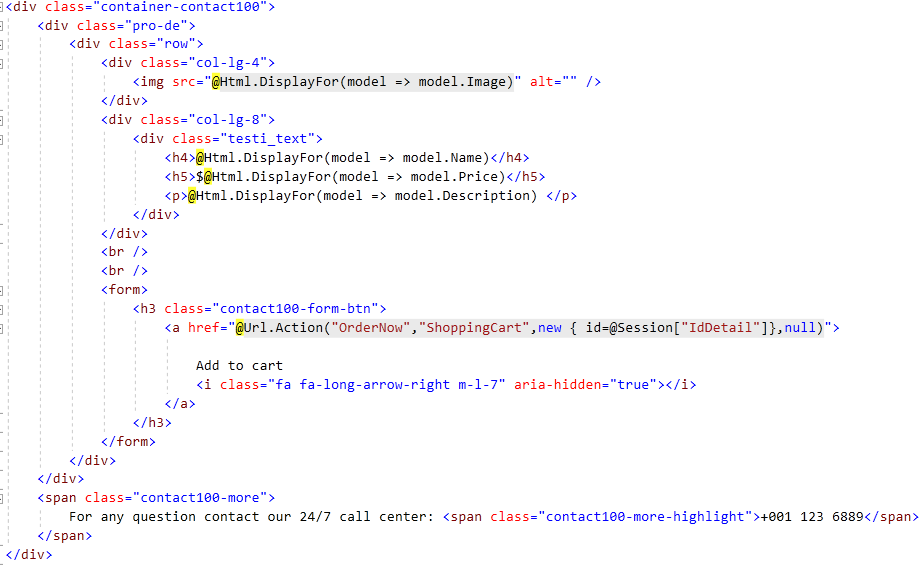 <div class="container-contact100">
<div class="pro-de">
<div class="row">
<div class="col-lg-4">
<img src="@Html.DisplayFor(model => model.Image)" alt="" />
</div>
<div class="col-lg-8">
<div class="testi_text">
<h4>@Html.DisplayFor(model => model.Name)</h4>
<h5>$@Html.DisplayFor(model => model.Price)</h5>
<p>@Html.DisplayFor(model => model.Description) </p>
</div>
</div>
<br />
<br />
<form>
<h3 class="contact100-form-btn">
<a href="@Url.Action("OrderNow","ShoppingCart",new { id=@Session["IdDetail"]},null)">
Add to cart
<i class="fa fa-long-arrow-right m-l-7" aria-hidden="true"></i>
</a>
</h3>
</form>
</div>
</div>
<span class="contact100-more">
For any question contact our 24/7 call center: <span class="contact100-more-highlight">+001 123 6889</span>
</span>
</div>